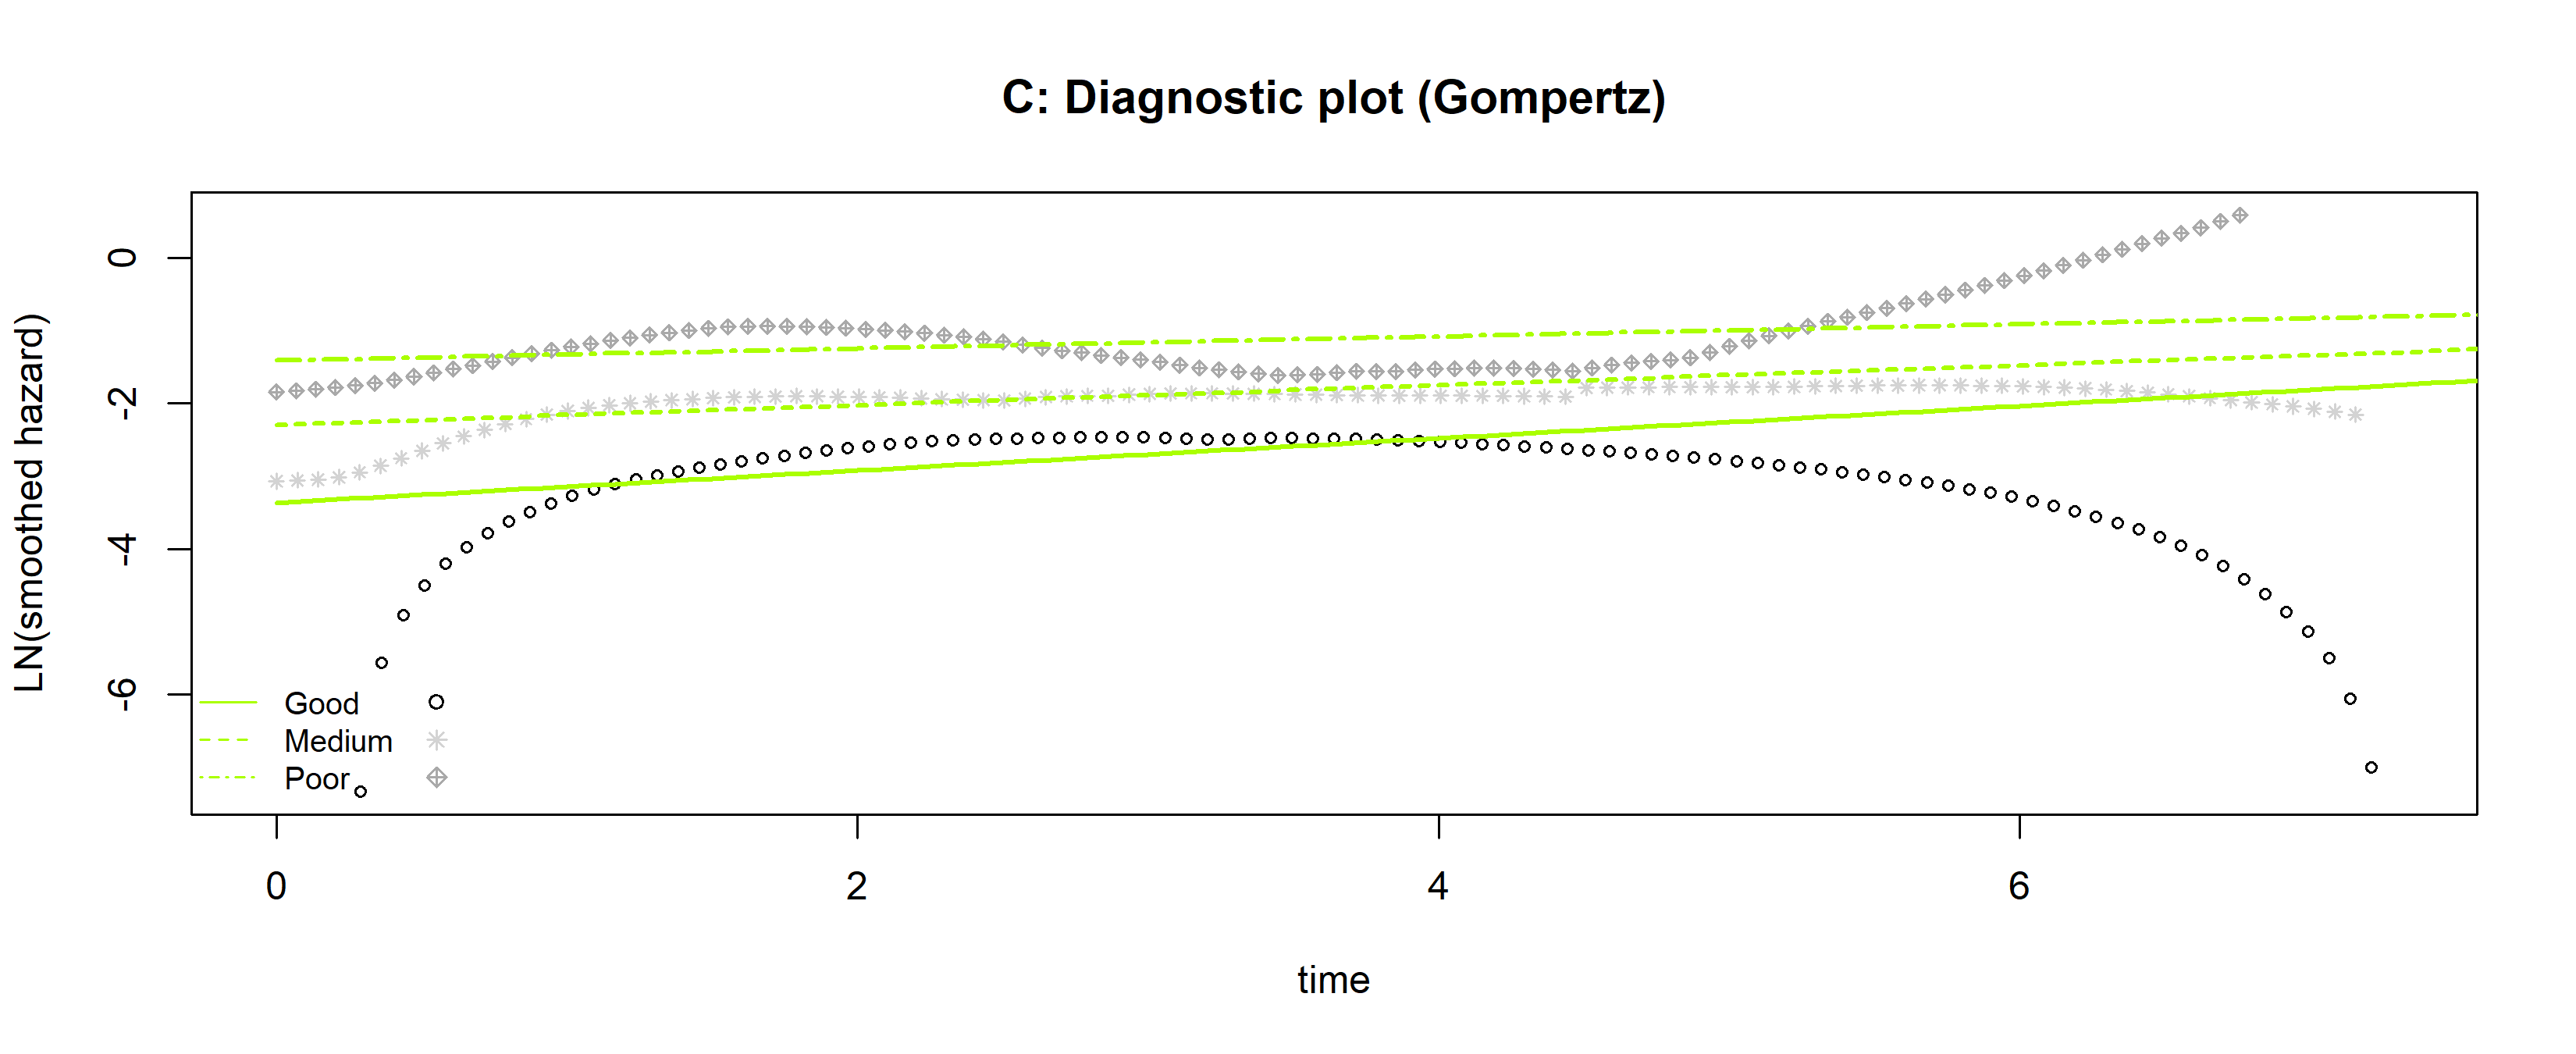 C: Diagnostic plot (Gompertz)
LN(smoothed hazard)
0
-2
-4
-6
Good
Medium
Poor
0 2 4 6
time